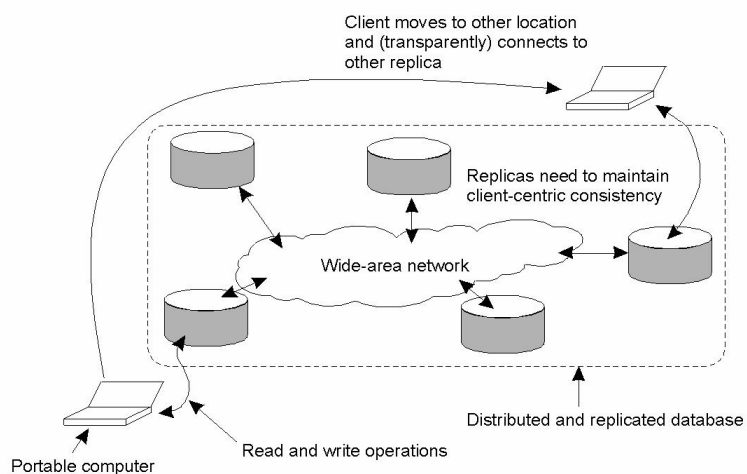 Client moves to other location
and (transparently) connects to
other replica
Replicas need to maintain
client-centric consistency
Wide-area network
Distributed and replicated database
Read and write operations
Portable computer